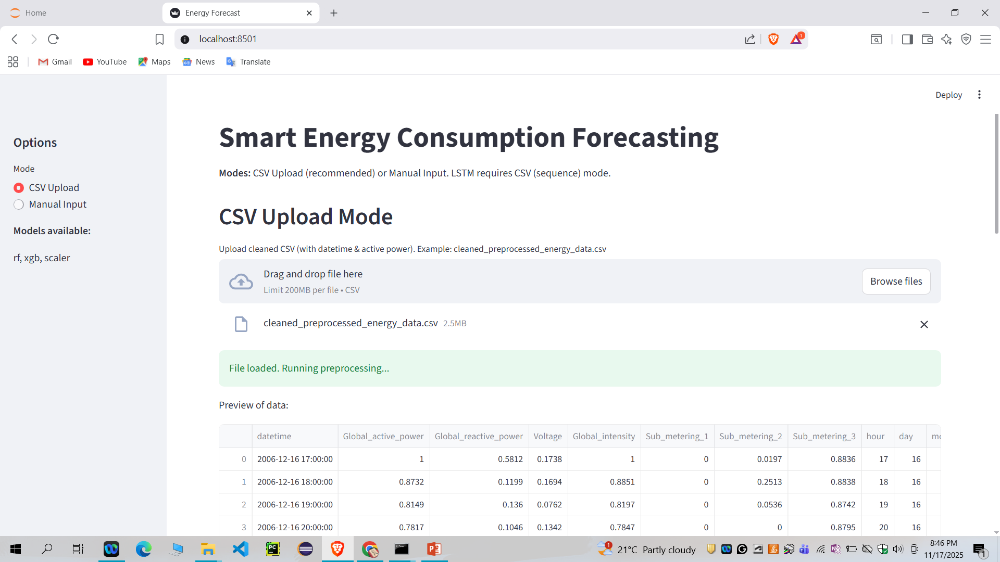 Home
Energy Forecast
localhost:8501
1
Gmail YouTube Maps News Translate
Deploy
Options
Mode
CSV Upload
Manual Input
Models available:
rf, xgb, scaler
Smart Energy Consumption Forecasting
Modes: CSV Upload (recommended) or Manual Input. LSTM requires CSV (sequence) mode.
CSV Upload Mode
Upload cleaned CSV (with datetime & active power). Example: cleaned_preprocessed_energy_data.csv
Drag and drop file here
Limit 200MB per file • CSV
Browse files
cleaned_preprocessed_energy_data.csv 2.5MB
File loaded. Running preprocessing...
Preview of data:
datetime Global_active_power Global_reactive_power Voltage Global_intensity Sub_metering_1 Sub_metering_2 Sub_metering_3 hour day
0 2006-12-16 17:00:00 1 0.5812 0.1738 1 0 0.0197 0.8836 17 16
1 2006-12-16 18:00:00 0.8732 0.1199 0.1694 0.8851 0 0.2513 0.8838 18 16
2 2006-12-16 19:00:00 0.8149 0.136 0.0762 0.8197 0 0.0536 0.8742 19 16
3 2006-12-16 20:00:00 0.7817 0.1046 0.1342 0.7847 0 0 0.8795 20 16
PC
1
21°C Partly cloudy
8:46 PM
11/17/2025
1